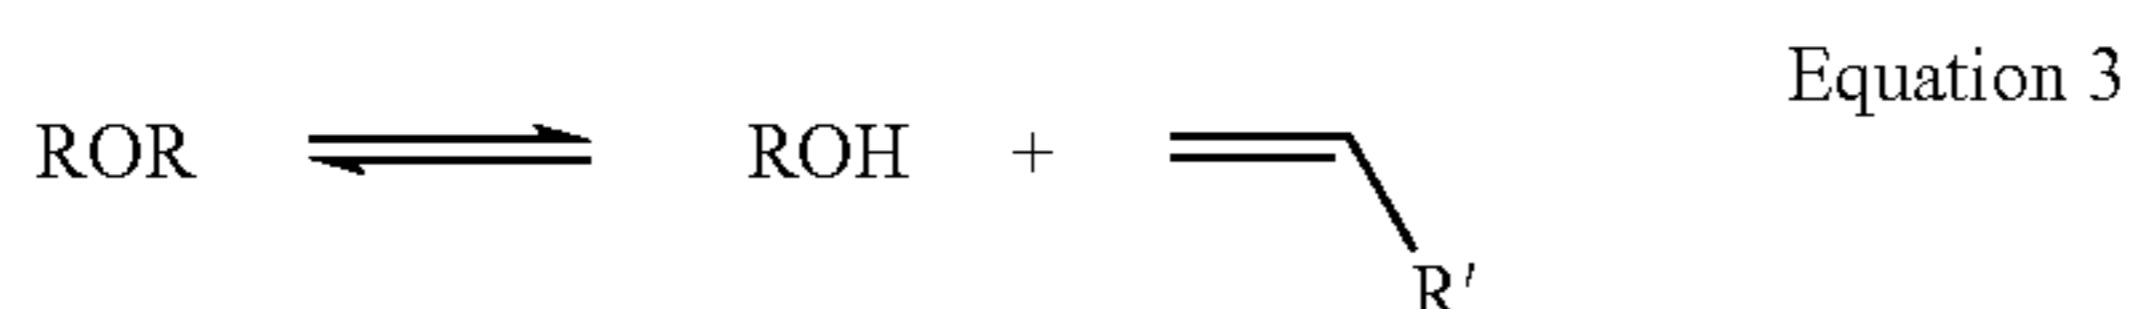 Equation 3
ROR ⇌ ROH +
R′